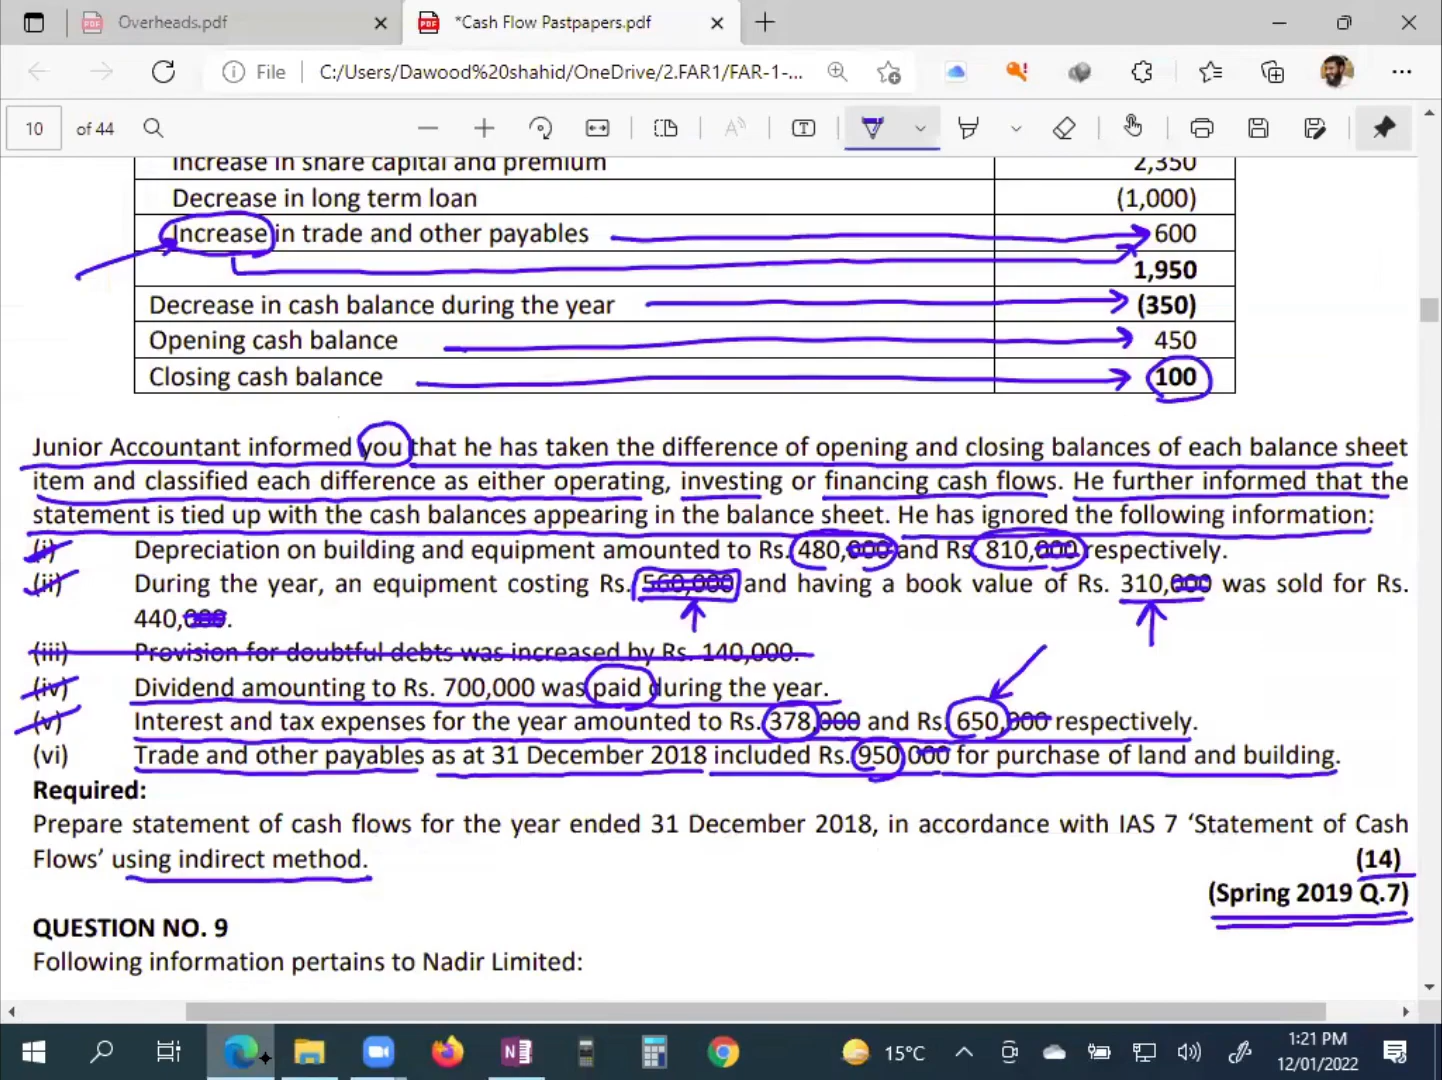 Overheads.pdf
*Cash Flow Pastpapers.pdf
File
C:/Users/Dawood%20shahid/OneDrive/2.FAR1/FAR-1-...
10 of 44
Increase in share capital and premium 2,350
Decrease in long term loan (1,000)
Increase in trade and other payables 600
1,950
Decrease in cash balance during the year (350)
Opening cash balance 450
Closing cash balance 100
Junior Accountant informed you that he has taken the difference of opening and closing balances of each balance sheet
item and classified each difference as either operating, investing or financing cash flows. He further informed that the
statement is tied up with the cash balances appearing in the balance sheet. He has ignored the following information:
(i) Depreciation on building and equipment amounted to Rs. 480,000 and Rs. 810,000 respectively.
(ii) During the year, an equipment costing Rs. 560,000 and having a book value of Rs. 310,000 was sold for Rs.
440,000.
(iii) Provision for doubtful debts was increased by Rs. 140,000.
(iv) Dividend amounting to Rs. 700,000 was paid during the year.
(v) Interest and tax expenses for the year amounted to Rs. 378,000 and Rs. 650,000 respectively.
(vi) Trade and other payables as at 31 December 2018 included Rs. 950,000 for purchase of land and building.
Required:
Prepare statement of cash flows for the year ended 31 December 2018, in accordance with IAS 7 ‘Statement of Cash
Flows’ using indirect method. (14)
(Spring 2019 Q.7)
QUESTION NO. 9
Following information pertains to Nadir Limited:
15°C
1:21 PM
12/01/2022